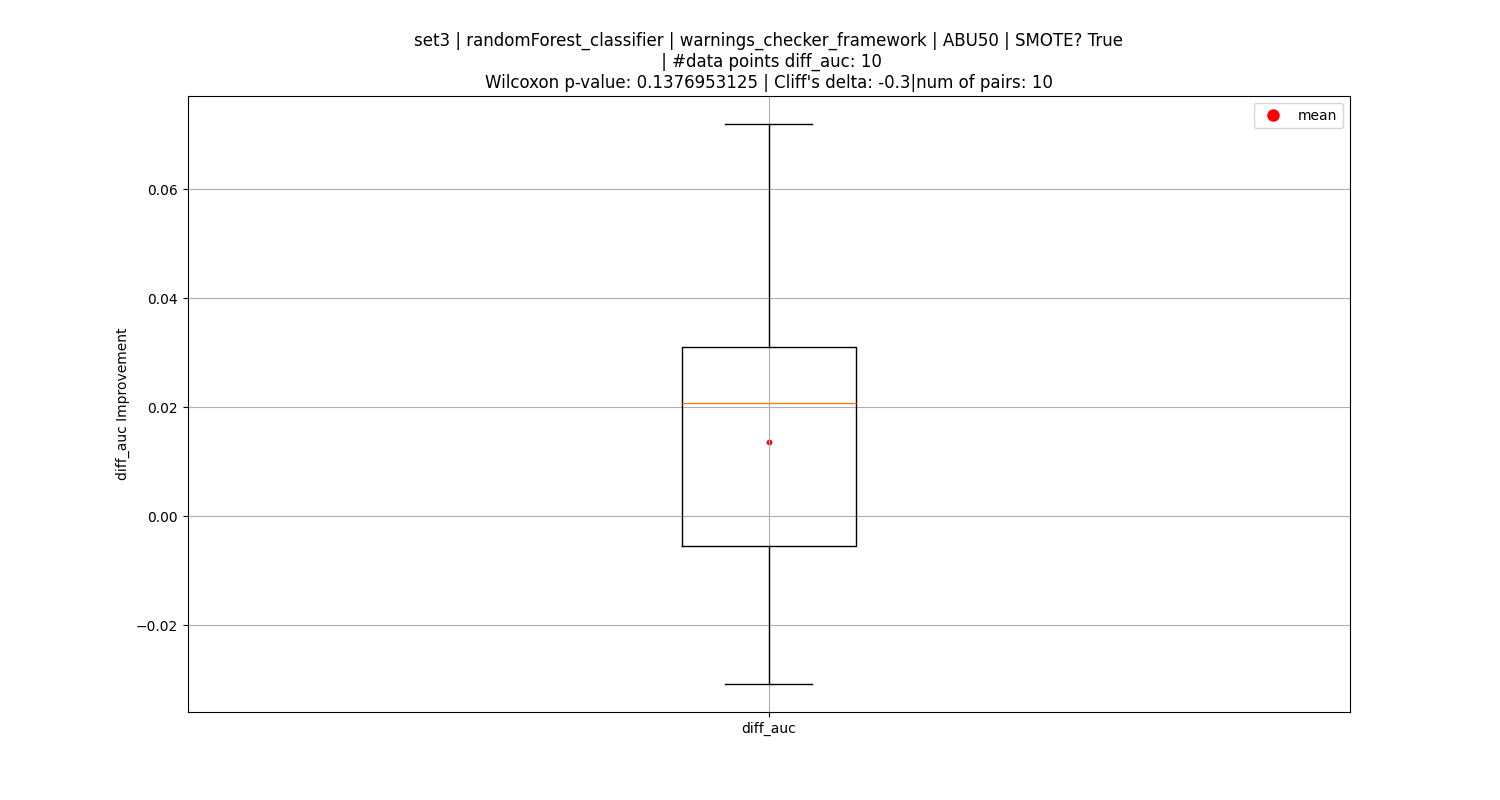 set3 | randomForest_classifier | warnings_checker_framework | ABU50 | SMOTE? True
| #data points diff_auc: 10
Wilcoxon p-value: 0.1376953125 | Cliff's delta: -0.3|num of pairs: 10
mean
0.06
0.04
0.02
0.00
−0.02
diff_auc Improvement
diff_auc